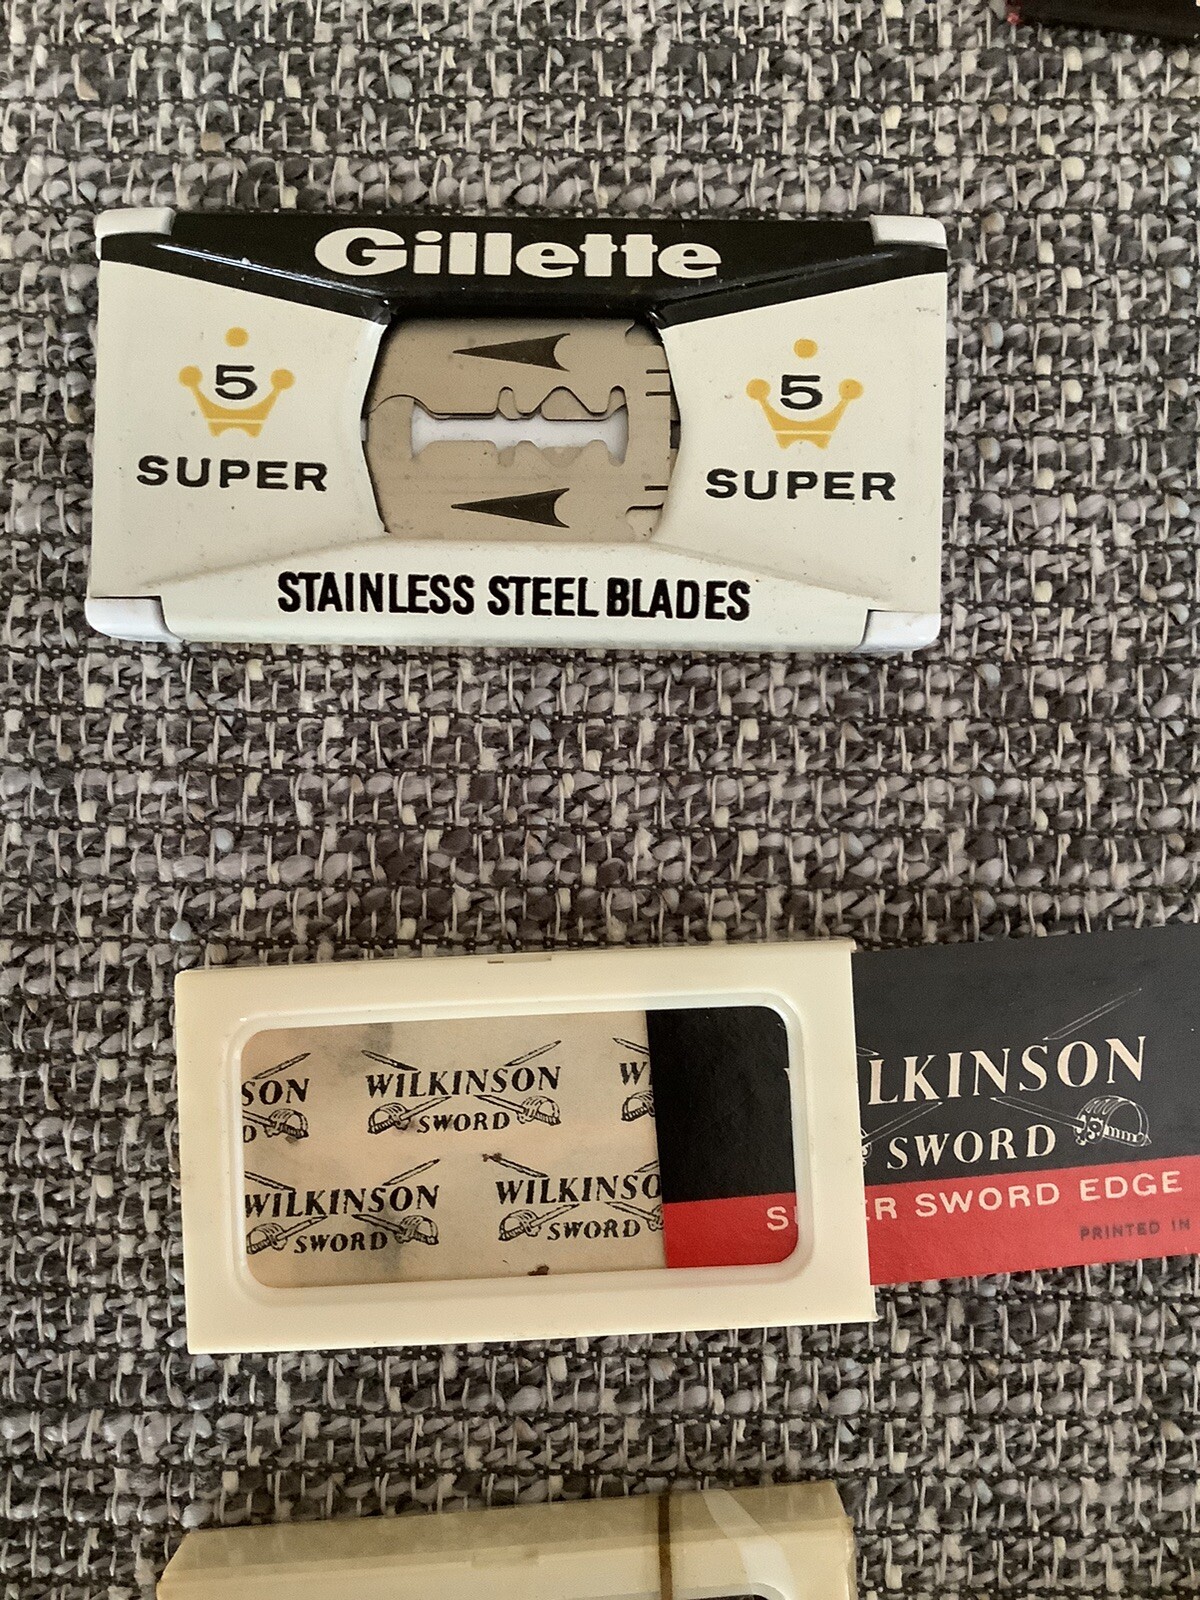 Gillette
5
SUPER
5
SUPER
STAINLESS STEEL BLADES
SON
WILKINSON
SWORD
WILKINSON
SWORD
WILKINSO
SWORD
LKINSON
SWORD
S ER SWORD EDGE
PRINTED IN